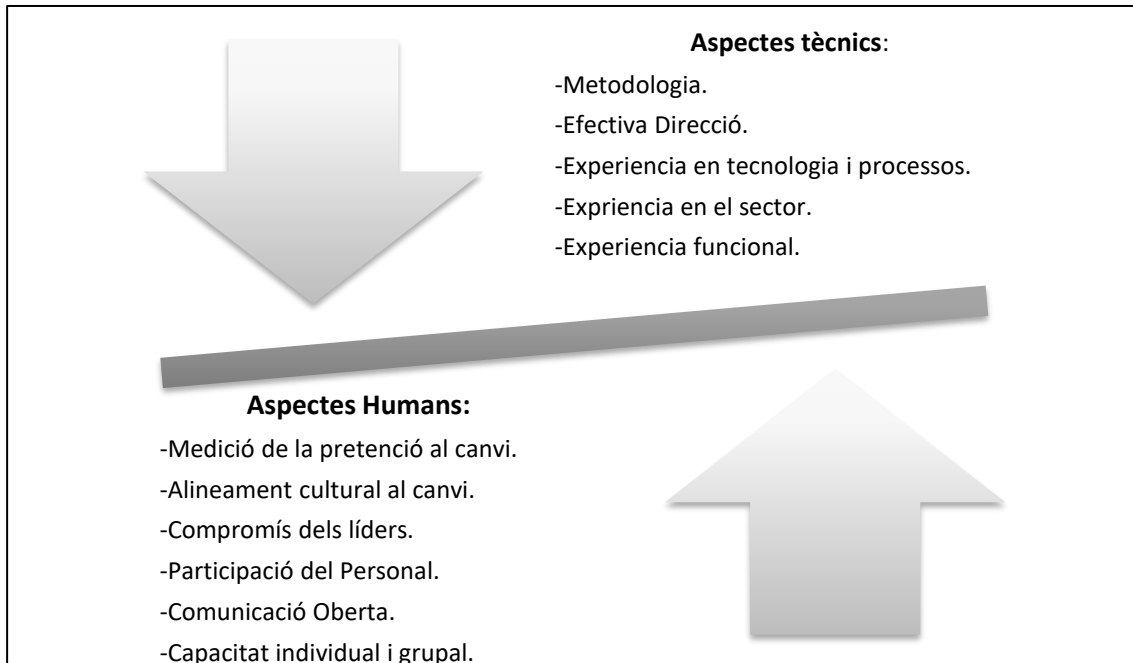 Aspectes tècnics:
-Metodologia.
-Efectiva Direcció.
-Experiencia en tecnologia i processos.
-Expriencia en el sector.
-Experiencia funcional.
Aspectes Humans:
-Medició de la pretenció al canvi.
-Alineament cultural al canvi.
-Compromís dels líders.
-Participació del Personal.
-Comunicació Oberta.
-Capacitat individual i grupal.